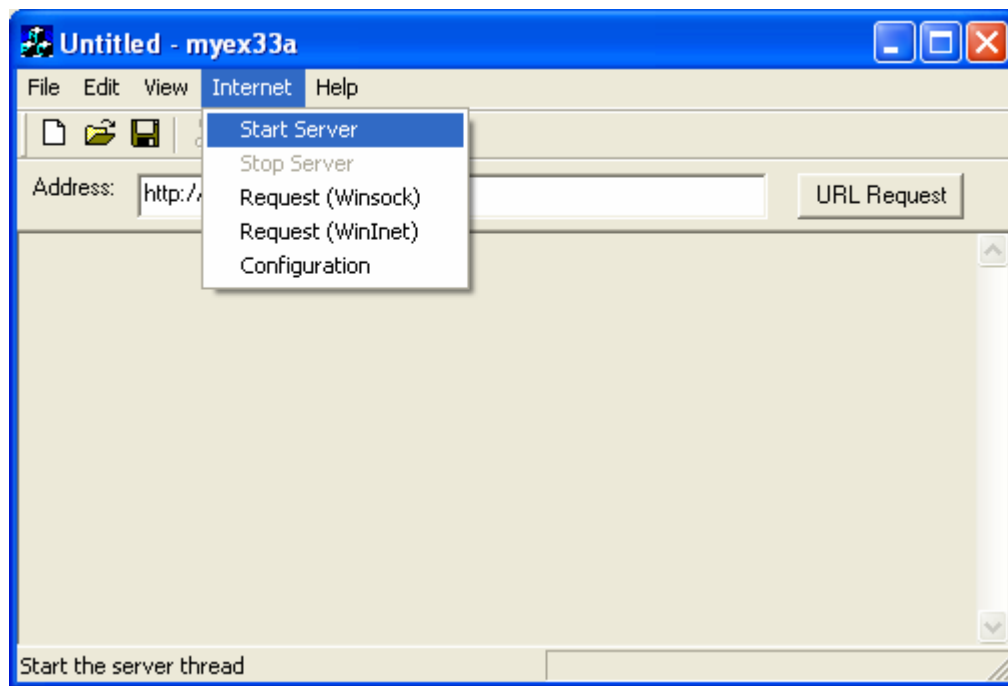 Untitled - myex33a
File Edit View Internet Help
Start Server
Stop Server
Address: http:// URL Request
Request (Winsock)
Request (WinInet)
Configuration
Start the server thread